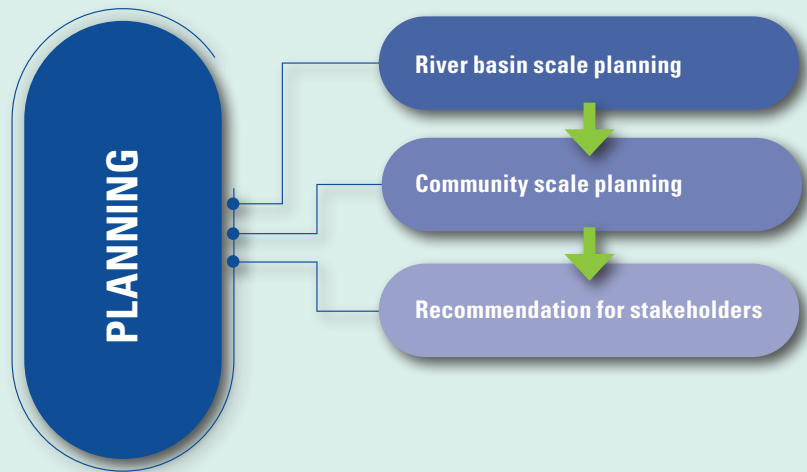 PLANNING
River basin scale planning
Community scale planning
Recommendation for stakeholders